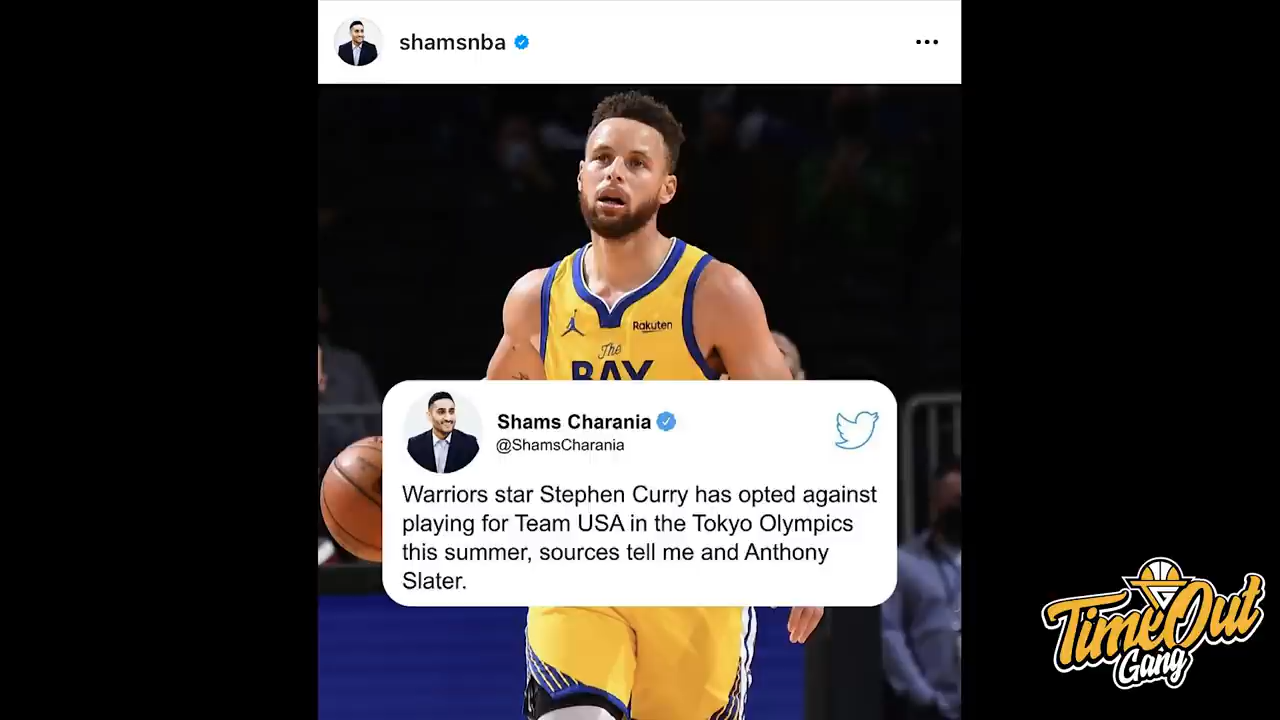 shamsnba
Rakuten
The
BAY
Shams Charania
@ShamsCharania
Warriors star Stephen Curry has opted against
playing for Team USA in the Tokyo Olympics
this summer, sources tell me and Anthony
Slater.
TimeOut
Gang